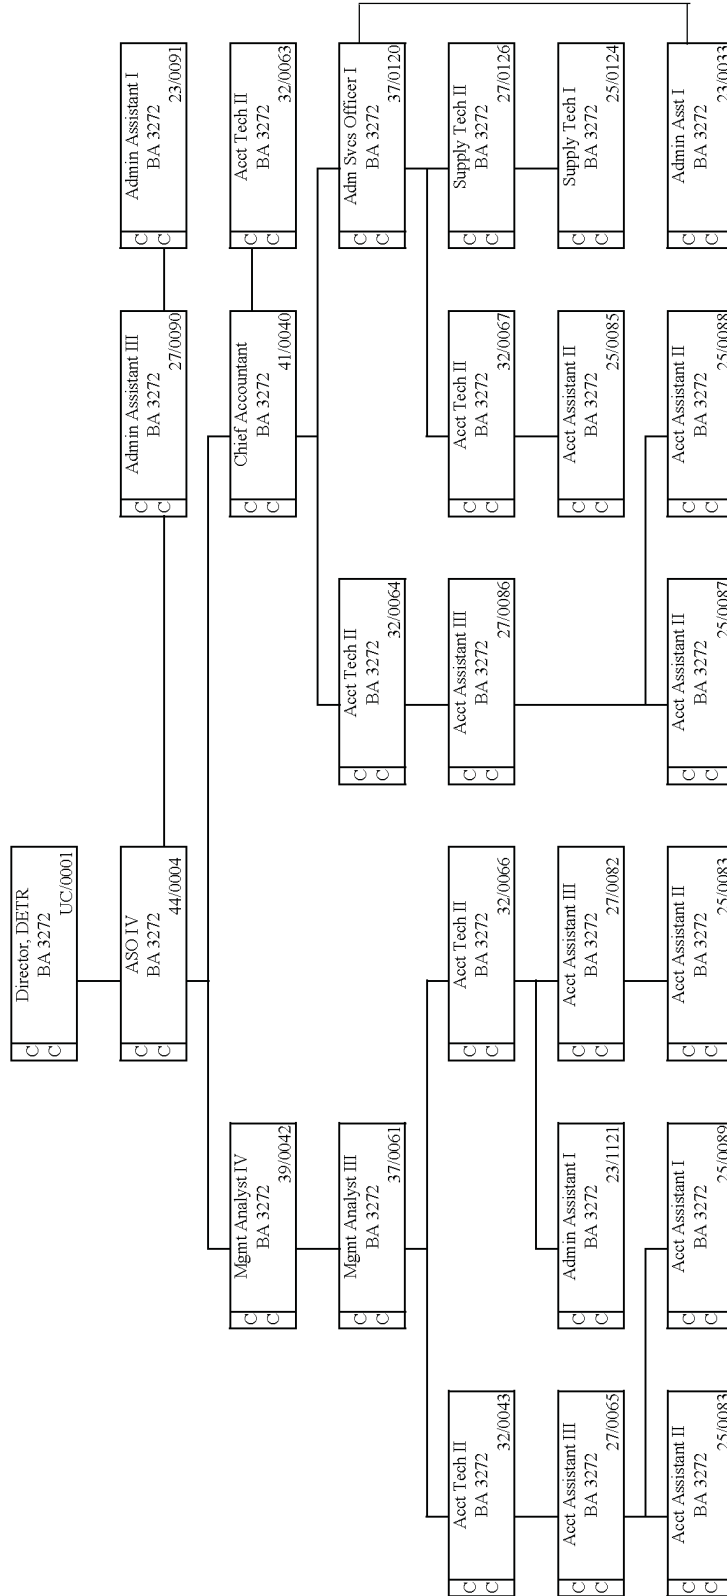 Director, DETR
BA 3272
UC/0001
C
C
ASO IV
BA 3272
44/0004
C
C
Admin Assistant III
BA 3272
27/0090
C
C
Admin Assistant I
BA 3272
23/0091
C
C
Mgmt Analyst IV
BA 3272
39/0042
C
C
Chief Accountant
BA 3272
41/0040
C
C
Acct Tech II
BA 3272
32/0063
C
C
Mgmt Analyst III
BA 3272
37/0061
C
C
Acct Tech II
BA 3272
32/0064
C
C
Adm Svcs Officer I
BA 3272
37/0120
C
C
Acct Tech II
BA 3272
32/0043
C
C
Acct Tech II
BA 3272
32/0066
C
C
Acct Assistant III
BA 3272
27/0086
C
C
Acct Tech II
BA 3272
32/0067
C
C
Supply Tech II
BA 3272
27/0126
C
C
Acct Assistant III
BA 3272
27/0065
C
C
Admin Assistant I
BA 3272
23/1121
C
C
Acct Assistant III
BA 3272
27/0082
C
C
Acct Assistant II
BA 3272
25/0085
C
C
Supply Tech I
BA 3272
25/0124
C
C
Acct Assistant II
BA 3272
25/0083
C
C
Acct Assistant I
BA 3272
25/0089
C
C
Acct Assistant II
BA 3272
25/0083
C
C
Acct Assistant II
BA 3272
25/0087
C
C
Acct Assistant II
BA 3272
25/0088
C
C
Admin Asst I
BA 3272
23/0033
C
C